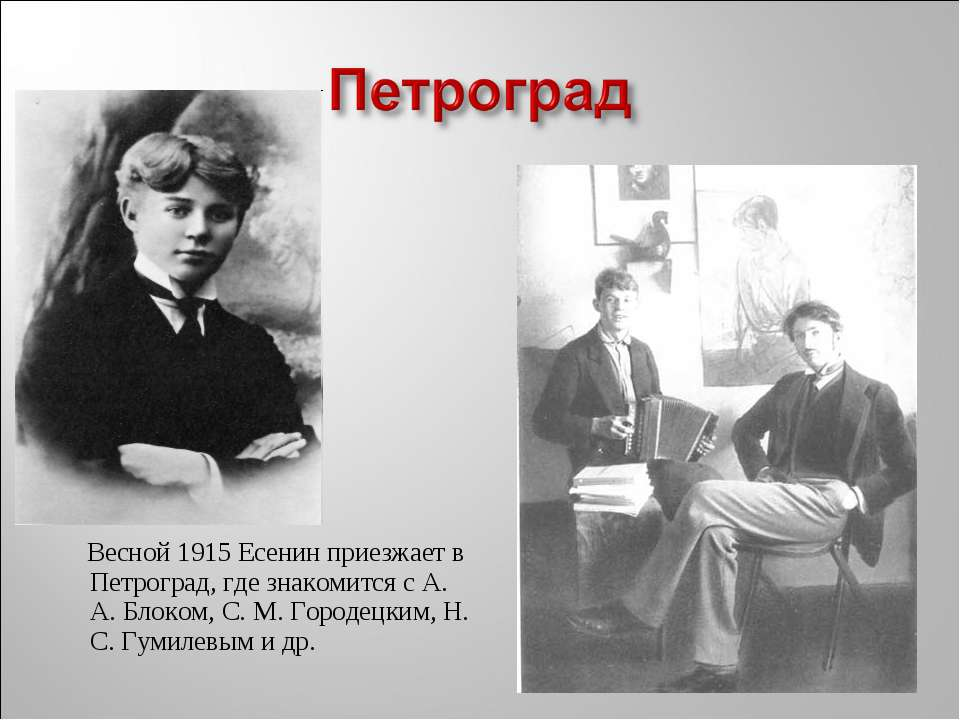 Петроград
Весной 1915 Есенин приезжает в
Петроград, где знакомится с А.
А. Блоком, С. М. Городецким, Н.
С. Гумилевым и др.